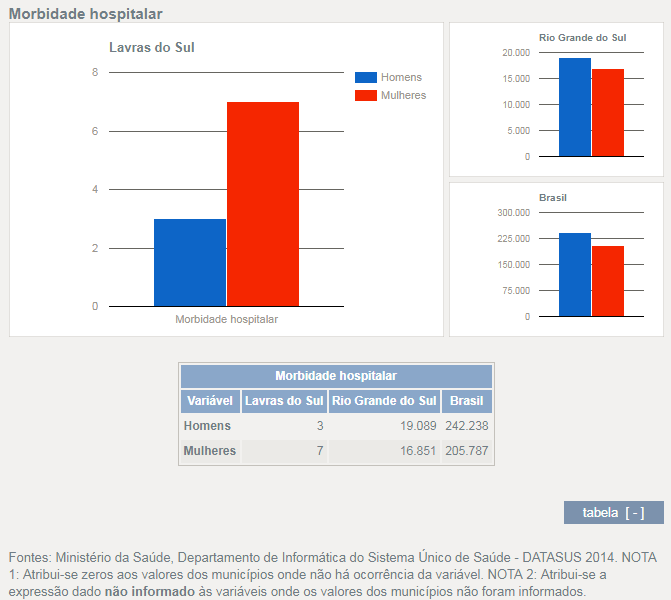 Morbidade hospitalar
Lavras do Sul
8
6
4
2
0
Morbidade hospitalar
Homens
Mulheres
Rio Grande do Sul
20.000
15.000
10.000
5.000
0
Brasil
300.000
225.000
150.000
75.000
0
Morbidade hospitalar
Variável Lavras do Sul Rio Grande do Sul Brasil
Homens 3 19.089 242.238
Mulheres 7 16.851 205.787
tabela [ - ]
Fontes: Ministério da Saúde, Departamento de Informática do Sistema Único de Saúde - DATASUS 2014. NOTA
1: Atribui-se zeros aos valores dos municípios onde não há ocorrência da variável. NOTA 2: Atribui-se a
expressão dado não informado às variáveis onde os valores dos municípios não foram informados.